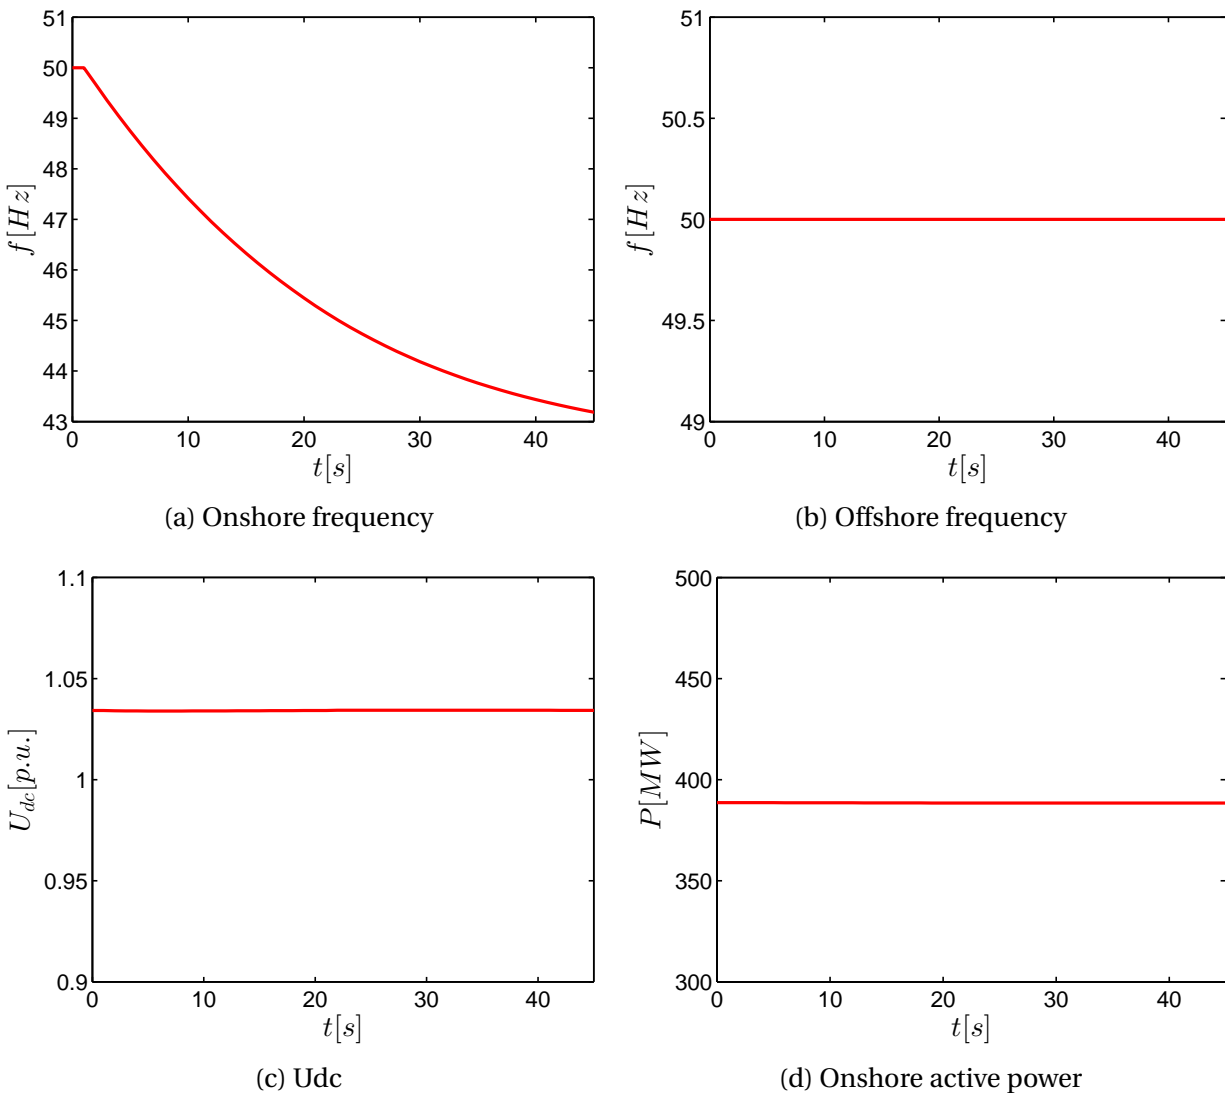 51
50
49
48
47
46
45
44
43
0 10 20 30 40
f[Hz]
t[s]
(a) Onshore frequency
51
50.5
50
49.5
49
0 10 20 30 40
f[Hz]
t[s]
(b) Offshore frequency
1.1
1.05
1
0.95
0.9
0 10 20 30 40
U_{dc}[p.u.]
t[s]
(c) Udc
500
450
400
350
300
0 10 20 30 40
P[MW]
t[s]
(d) Onshore active power